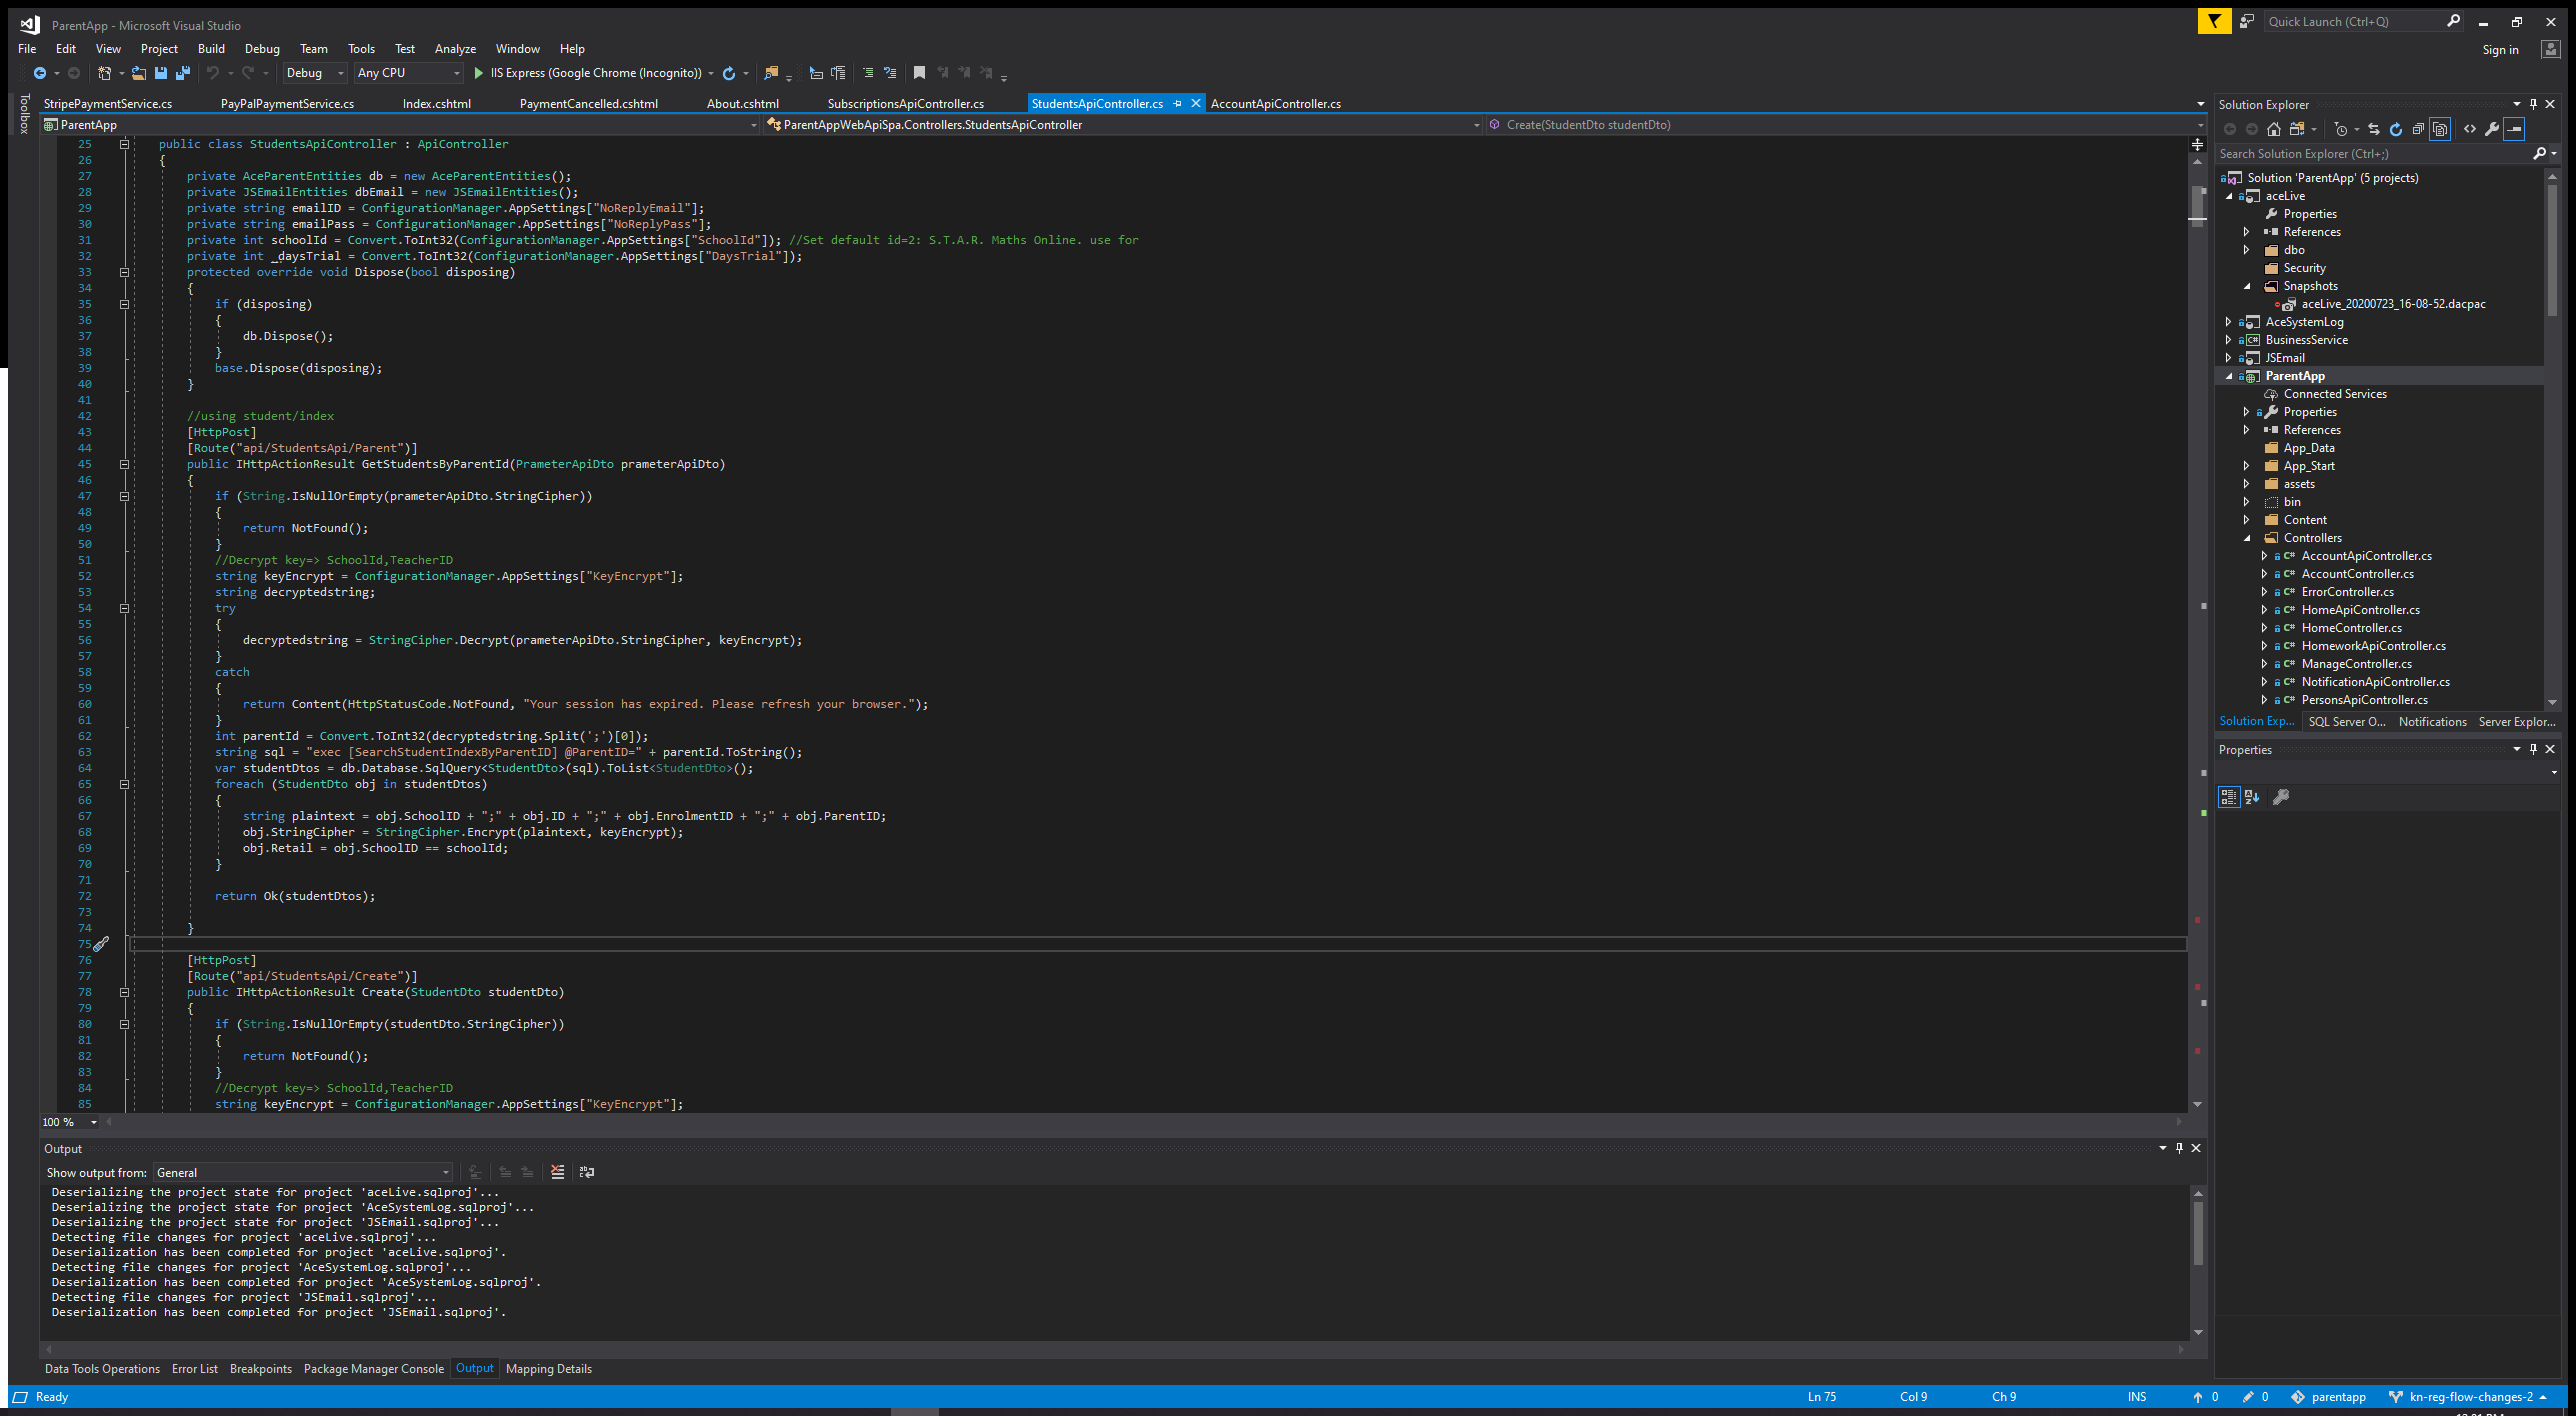 ParentApp - Microsoft Visual Studio
Quick Launch (Ctrl+Q)
File Edit View Project Build Debug Team Tools Test Analyze Window Help
Sign in
Debug Any CPU IIS Express (Google Chrome (Incognito))
Toolbox
StripePaymentService.cs PayPalPaymentService.cs Index.cshtml PaymentCancelled.cshtml About.cshtml SubscriptionsApiController.cs StudentsApiController.cs AccountApiController.cs
ParentApp ParentAppWebApiSpa.Controllers.StudentsApiController Create(StudentDto studentDto)
25 public class StudentsApiController : ApiController
26 {
27 private AceParentEntities db = new AceParentEntities();
28 private JSEmailEntities dbEmail = new JSEmailEntities();
29 private string emailID = ConfigurationManager.AppSettings["NoReplyEmail"];
30 private string emailPass = ConfigurationManager.AppSettings["NoReplyPass"];
31 private int schoolId = Convert.ToInt32(ConfigurationManager.AppSettings["SchoolId"]); //Set default id=2: S.T.A.R. Maths Online. use for
32 private int _daysTrial = Convert.ToInt32(ConfigurationManager.AppSettings["DaysTrial"]);
33 protected override void Dispose(bool disposing)
34 {
35 if (disposing)
36 {
37 db.Dispose();
38 }
39 base.Dispose(disposing);
40 }
41
42 //using student/index
43 [HttpPost]
44 [Route("api/StudentsApi/Parent")]
45 public IHttpActionResult GetStudentsByParentId(PrameterApiDto prameterApiDto)
46 {
47 if (String.IsNullOrEmpty(prameterApiDto.StringCipher))
48 {
49 return NotFound();
50 }
51 //Decrypt key=> SchoolId,TeacherID
52 string keyEncrypt = ConfigurationManager.AppSettings["KeyEncrypt"];
53 string decryptedstring;
54 try
55 {
56 decryptedstring = StringCipher.Decrypt(prameterApiDto.StringCipher, keyEncrypt);
57 }
58 catch
59 {
60 return Content(HttpStatusCode.NotFound, "Your session has expired. Please refresh your browser.");
61 }
62 int parentId = Convert.ToInt32(decryptedstring.Split(';')[0]);
63 string sql = "exec [SearchStudentIndexByParentID] @ParentID=" + parentId.ToString();
64 var studentDtos = db.Database.SqlQuery<StudentDto>(sql).ToList<StudentDto>();
65 foreach (StudentDto obj in studentDtos)
66 {
67 string plaintext = obj.SchoolID + ";" + obj.ID + ";" + obj.EnrolmentID + ";" + obj.ParentID;
68 obj.StringCipher = StringCipher.Encrypt(plaintext, keyEncrypt);
69 obj.Retail = obj.SchoolID == schoolId;
70 }
71
72 return Ok(studentDtos);
73
74 }
75
76 [HttpPost]
77 [Route("api/StudentsApi/Create")]
78 public IHttpActionResult Create(StudentDto studentDto)
79 {
80 if (String.IsNullOrEmpty(studentDto.StringCipher))
81 {
82 return NotFound();
83 }
84 //Decrypt key=> SchoolId,TeacherID
85 string keyEncrypt = ConfigurationManager.AppSettings["KeyEncrypt"];
100 %
Output
Show output from: General
Deserializing the project state for project 'aceLive.sqlproj'...
Deserializing the project state for project 'AceSystemLog.sqlproj'...
Deserializing the project state for project 'JSEmail.sqlproj'...
Detecting file changes for project 'aceLive.sqlproj'...
Deserialization has been completed for project 'aceLive.sqlproj'.
Detecting file changes for project 'AceSystemLog.sqlproj'...
Deserialization has been completed for project 'AceSystemLog.sqlproj'.
Detecting file changes for project 'JSEmail.sqlproj'...
Deserialization has been completed for project 'JSEmail.sqlproj'.
Data Tools Operations Error List Breakpoints Package Manager Console Output Mapping Details
Solution Explorer
Search Solution Explorer (Ctrl+;)
Solution 'ParentApp' (5 projects)
aceLive
Properties
References
dbo
Security
Snapshots
aceLive_20200723_16-08-52.dacpac
AceSystemLog
C# BusinessService
JSEmail
ParentApp
Connected Services
Properties
References
App_Data
App_Start
assets
bin
Content
Controllers
C# AccountApiController.cs
C# AccountController.cs
C# ErrorController.cs
C# HomeApiController.cs
C# HomeController.cs
C# HomeworkApiController.cs
C# ManageController.cs
C# NotificationApiController.cs
C# PersonsApiController.cs
Solution Exp... SQL Server O... Notifications Server Explor...
Properties
Ready Ln 75 Col 9 Ch 9 INS 0 0 parentapp kn-reg-flow-changes-2